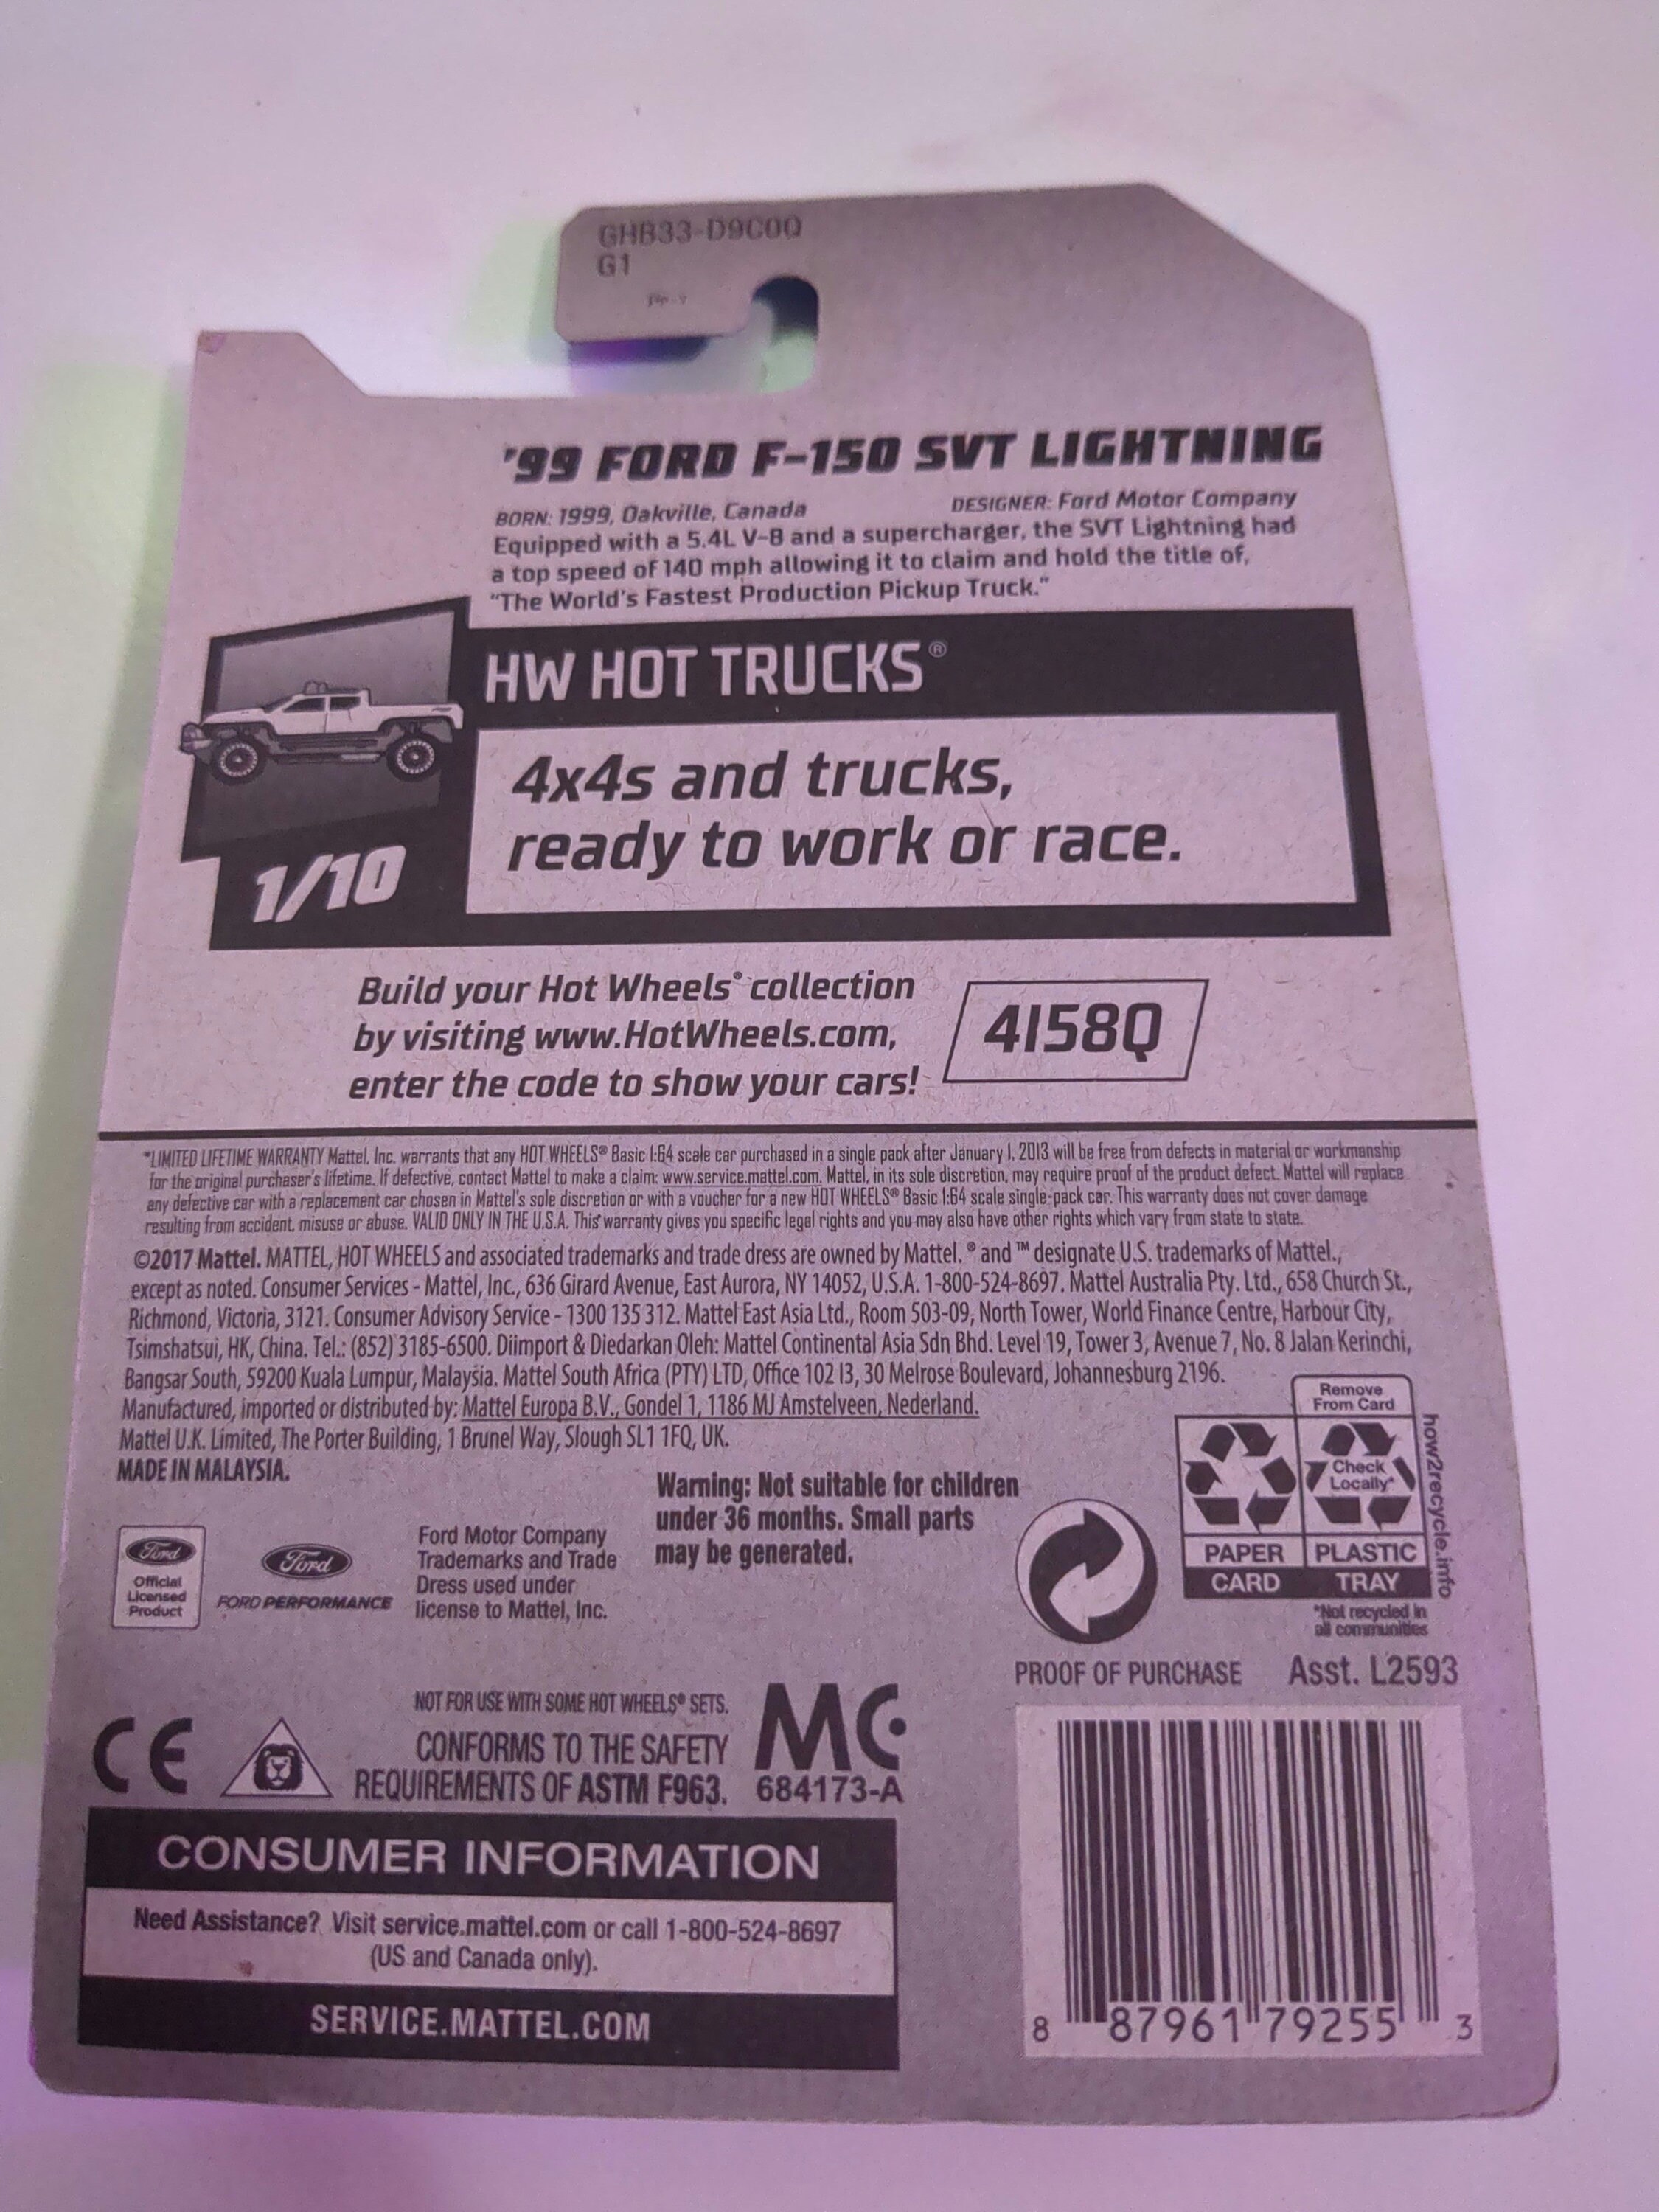 GHB33-D9C0Q
G1
'99 FORD F-150 SVT LIGHTNING
BORN: 1999, Oakville, Canada DESIGNER: Ford Motor Company
Equipped with a 5.4L V-8 and a supercharger, the SVT Lightning had
a top speed of 140 mph allowing it to claim and hold the title of,
"The World's Fastest Production Pickup Truck."
HW HOT TRUCKS®
4x4s and trucks,
ready to work or race.
1/10
Build your Hot Wheels® collection
by visiting www.HotWheels.com,
enter the code to show your cars!
4158Q
*LIMITED LIFETIME WARRANTY Mattel, Inc. warrants that any HOT WHEELS® Basic 1:64 scale car purchased in a single pack after January 1, 2013 will be free from defects in material or workmanship
for the original purchaser's lifetime. If defective, contact Mattel to make a claim: www.service.mattel.com. Mattel, in its sole discretion, may require proof of the product defect. Mattel will replace
any defective car with a replacement car chosen in Mattel's sole discretion or with a voucher for a new HOT WHEELS® Basic 1:64 scale single-pack car. This warranty does not cover damage
resulting from accident, misuse or abuse. VALID ONLY IN THE U.S.A. This warranty gives you specific legal rights and you may also have other rights which vary from state to state.
©2017 Mattel. MATTEL, HOT WHEELS and associated trademarks and trade dress are owned by Mattel. ® and ™ designate U.S. trademarks of Mattel.,
except as noted. Consumer Services - Mattel, Inc., 636 Girard Avenue, East Aurora, NY 14052, U.S.A. 1-800-524-8697. Mattel Australia Pty. Ltd., 658 Church St.,
Richmond, Victoria, 3121. Consumer Advisory Service - 1300 135 312. Mattel East Asia Ltd., Room 503-09, North Tower, World Finance Centre, Harbour City,
Tsimshatsui, HK, China. Tel.: (852) 3185-6500. Diimport & Diedarkan Oleh: Mattel Continental Asia Sdn Bhd. Level 19, Tower 3, Avenue 7, No. 8 Jalan Kerinchi,
Bangsar South, 59200 Kuala Lumpur, Malaysia. Mattel South Africa (PTY) LTD, Office 102 I3, 30 Melrose Boulevard, Johannesburg 2196.
Manufactured, imported or distributed by: Mattel Europa B.V., Gondel 1, 1186 MJ Amstelveen, Nederland.
Mattel U.K. Limited, The Porter Building, 1 Brunel Way, Slough SL1 1FQ, UK.
MADE IN MALAYSIA.
Warning: Not suitable for children
under 36 months. Small parts
may be generated.
Ford
Official
Licensed
Product
Ford
FORD PERFORMANCE
Ford Motor Company
Trademarks and Trade
Dress used under
license to Mattel, Inc.
Remove
From Card
Check
Locally*
PAPER PLASTIC
CARD TRAY
*Not recycled in
all communities
how2recycle.info
PROOF OF PURCHASE Asst. L2593
CE
NOT FOR USE WITH SOME HOT WHEELS® SETS.
CONFORMS TO THE SAFETY
REQUIREMENTS OF ASTM F963.
MC
684173-A
CONSUMER INFORMATION
Need Assistance? Visit service.mattel.com or call 1-800-524-8697
(US and Canada only).
SERVICE.MATTEL.COM
8 87961 79255 3